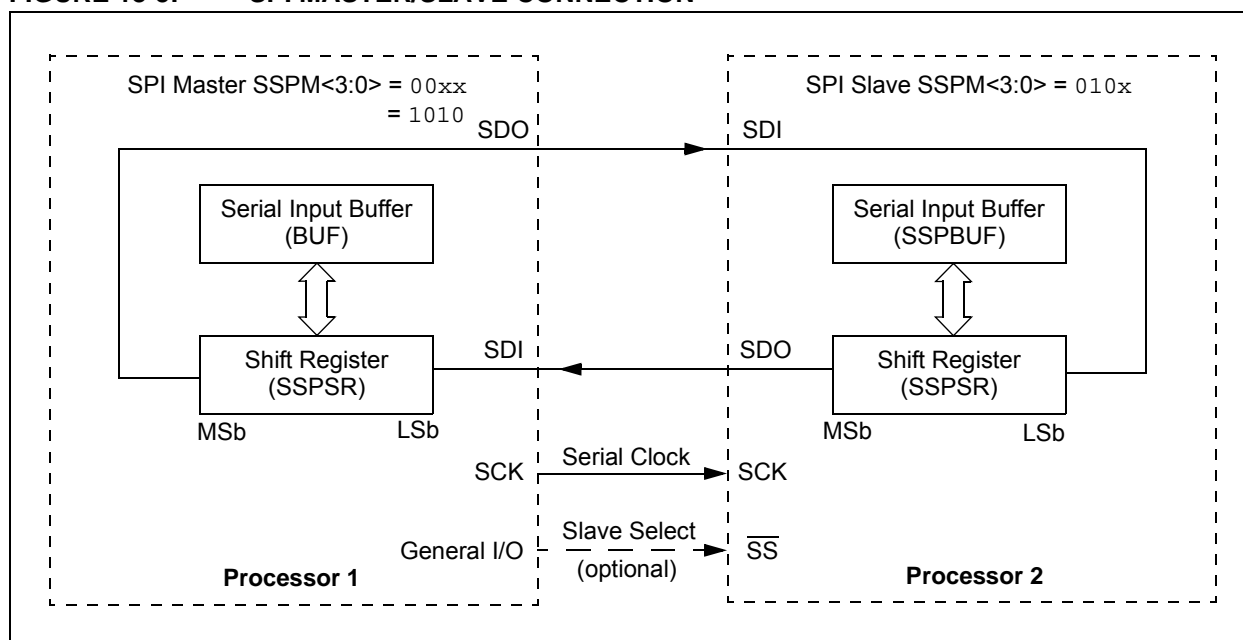 SPI Master SSPM<3:0> = 00xx
= 1010
SDO
Serial Input Buffer
(BUF)
Shift Register
(SSPSR)
MSb
LSb
SDI
SCK
General I/O
Processor 1
Serial Clock
Slave Select
(optional)
SPI Slave SSPM<3:0> = 010x
SDI
Serial Input Buffer
(SSPBUF)
SDO
Shift Register
(SSPSR)
MSb
LSb
SCK
SS
Processor 2